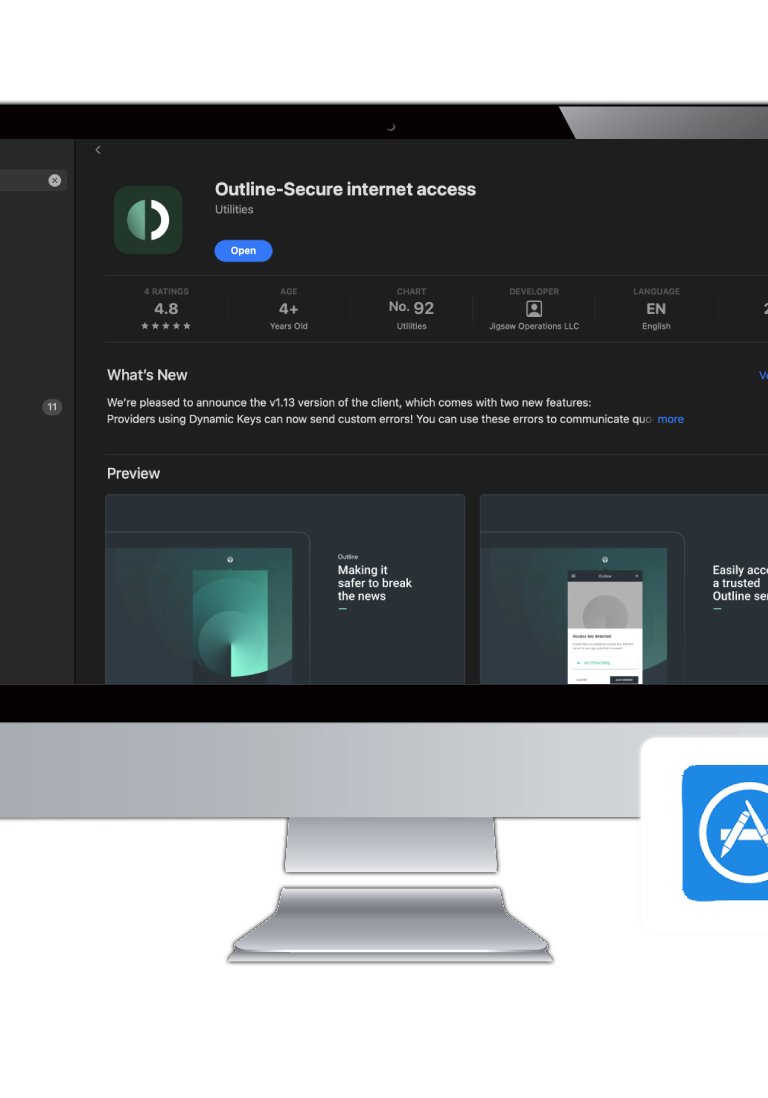 Outline-Secure internet access
Utilities
Open
4 RATINGS
4.8
★★★★★
AGE
4+
Years Old
CHART
No. 92
Utilities
DEVELOPER
Jigsaw Operations LLC
LANGUAGE
EN
English
What's New
We're pleased to announce the v1.13 version of the client, which comes with two new features:
Providers using Dynamic Keys can now send custom errors! You can use these errors to communicate quo more
11
Preview
Outline
Making it
safer to break
the news
Outline
Access key detected
Easily acc
a trusted
Outline se